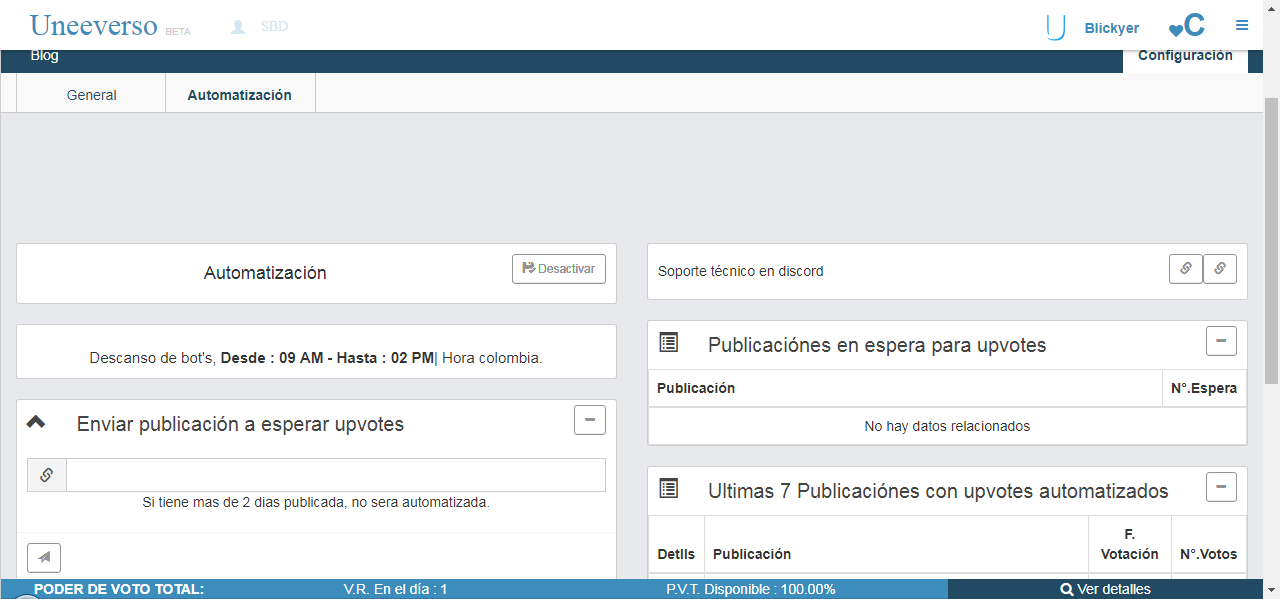 Uneeverso BETA SBD Blickyer C
Blog Configuración
General Automatización
Automatización Desactivar
Soporte técnico en discord
Descanso de bot's, Desde : 09 AM - Hasta : 02 PM| Hora colombia.
Enviar publicación a esperar upvotes
Si tiene mas de 2 dias publicada, no sera automatizada.
Publicaciónes en espera para upvotes
Publicación N°.Espera
No hay datos relacionados
Ultimas 7 Publicaciónes con upvotes automatizados
Detlls Publicación F. Votación N°.Votos
PODER DE VOTO TOTAL: V.R. En el día : 1 P.V.T. Disponible : 100.00% Ver detalles